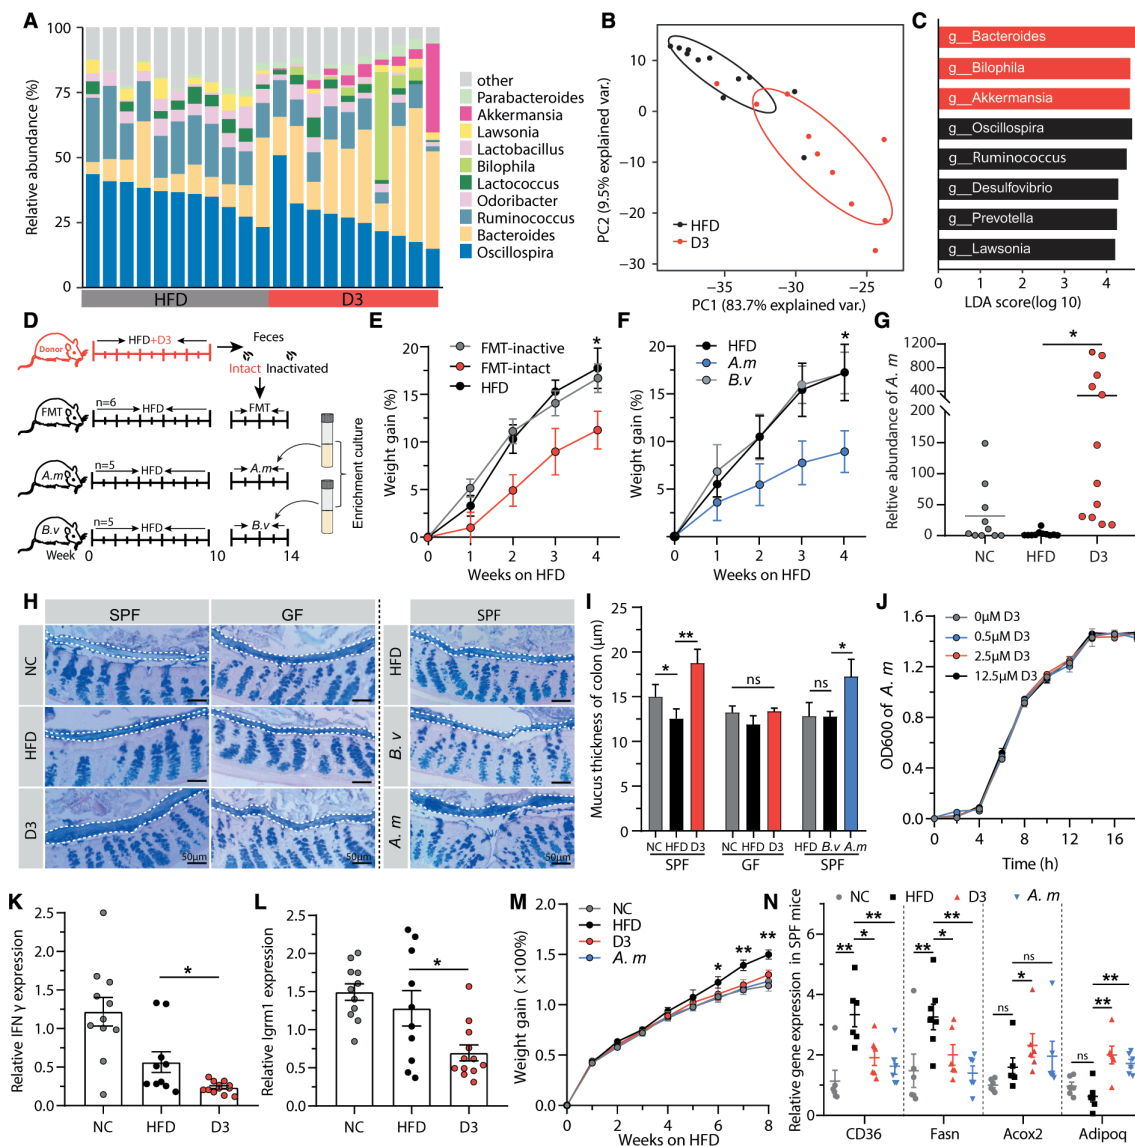 A
Relative abundance (%)
100
75
50
25
0
HFD
D3
other
Parabacteroides
Akkermansia
Lawsonia
Lactobacillus
Bilophila
Lactococcus
Odoribacter
Ruminococcus
Bacteroides
Oscillospira
B
PC2 (9.5% explained var.)
10
0
−10
−20
−30
HFD
D3
−35
−30
−25
PC1 (83.7% explained var.)
C
g__Bacteroides
g__Bilophila
g__Akkermansia
g__Oscillospira
g__Ruminococcus
g__Desulfovibrio
g__Prevotella
g__Lawsonia
0 1 2 3 4
LDA score(log 10)
D
Donor
HFD+D3
Feces
Intact
Inactivated
FMT
n=6
HFD
FMT
A.m
n=5
HFD
A.m
B.v
n=5
HFD
B.v
Enrichment culture
Week 0 10 14
E
Weight gain (%)
20
15
10
5
0
FMT-inactive
FMT-intact
HFD
*
0 1 2 3 4
Weeks on HFD
F
Weight gain (%)
20
15
10
5
0
HFD
A.m
B.v
*
0 1 2 3 4
Weeks on HFD
G
Reltive abundance of A. m
1200
800
400
200
150
100
50
0
*
NC HFD D3
H
SPF
GF
SPF
NC
HFD
D3
HFD
B. v
A. m
50µm
50µm
50µm
I
Mucus thickness of colon (µm)
25
20
15
10
5
0
*
**
ns
ns
*
NC HFD D3
NC HFD D3
HFD B.v A.m
SPF
GF
SPF
J
OD600 of A. m
1.6
1.2
0.8
0.4
0.0
0µM D3
0.5µM D3
2.5µM D3
12.5µM D3
0 4 8 12 16
Time (h)
K
Relative IFN γ expression
2.5
2.0
1.5
1.0
0.5
0.0
*
NC HFD D3
L
Relative Igrm1 expression
2.5
2.0
1.5
1.0
0.5
0.0
*
NC HFD D3
M
Weight gain ( ×100%)
2.0
1.5
1.0
0.5
0.0
NC
HFD
D3
A. m
*
**
**
0 2 4 6 8
Weeks on HFD
N
NC HFD D3 A. m
Relative gene expression in SPF mice
6
4
2
0
**
*
**
**
*
**
ns
*
ns
ns
**
**
CD36 Fasn Acox2 Adipoq